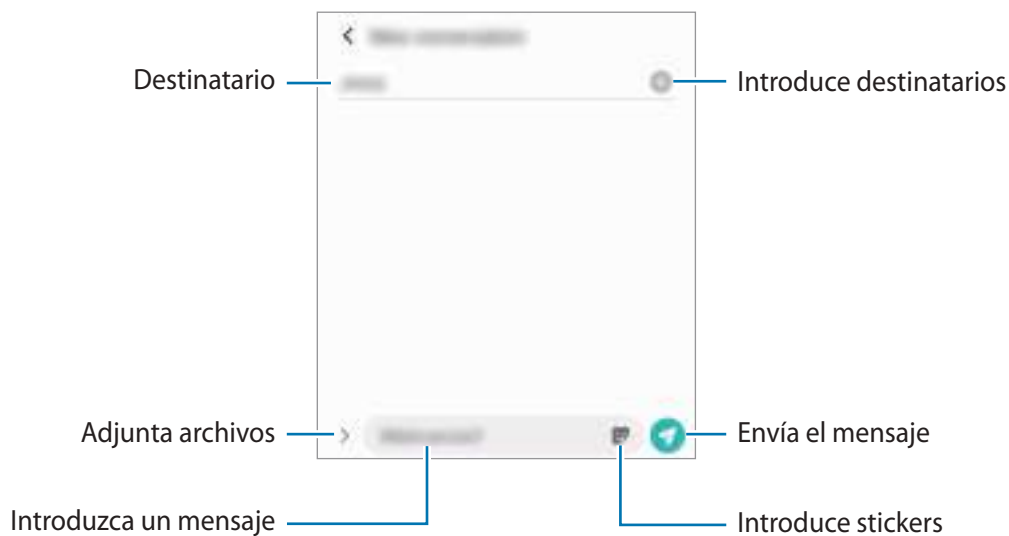 Destinatario
Introduce destinatarios
Adjunta archivos
Envía el mensaje
Introduzca un mensaje
Introduce stickers